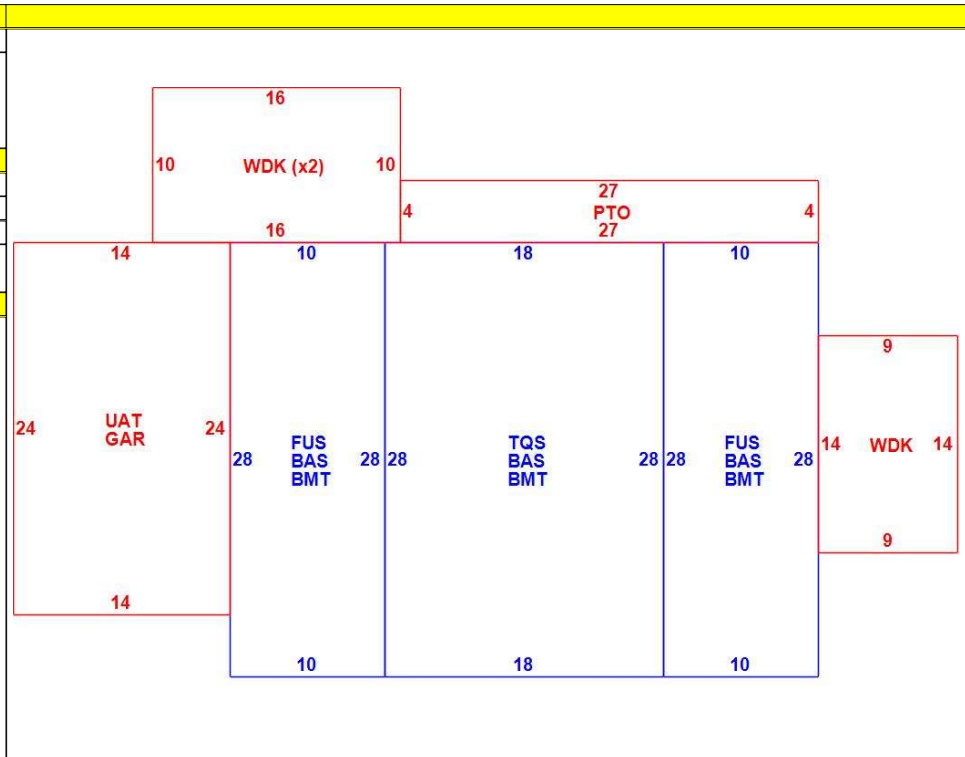 16
10 WDK (x2) 10
16
27
4 PTO 4
27
14
24 UAT 24
GAR
14
10
28 FUS 28
BAS
BMT
10
18
28 TQS 28
BAS
BMT
18
10
28 FUS 28
BAS
BMT
10
9
14 WDK 14
9